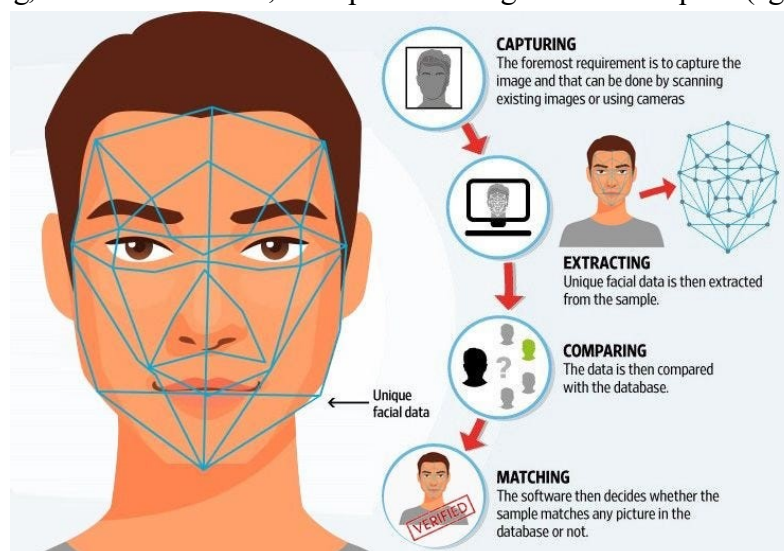 CAPTURING
The foremost requirement is to capture the
image and that can be done by scanning
existing images or using cameras
EXTRACTING
Unique facial data is then extracted
from the sample.
COMPARING
The data is then compared
with the database.
Unique
facial data
MATCHING
The software then decides whether the
sample matches any picture in the
database or not.
VERIFIED
?